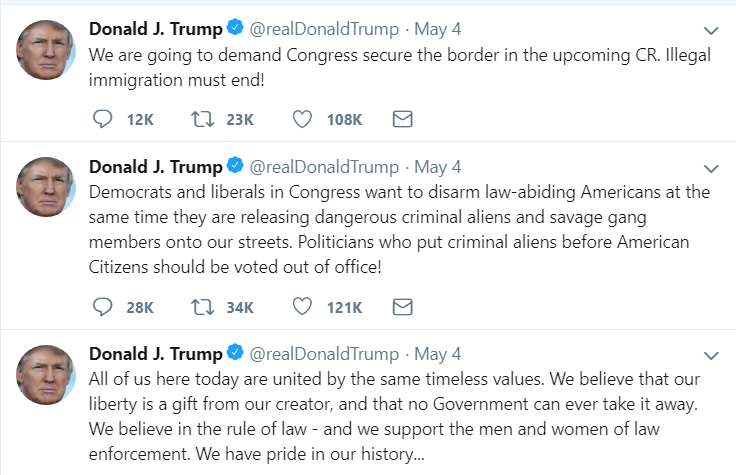 Donald J. Trump @realDonaldTrump · May 4
We are going to demand Congress secure the border in the upcoming CR. Illegal
immigration must end!
12K 23K 108K
Donald J. Trump @realDonaldTrump · May 4
Democrats and liberals in Congress want to disarm law-abiding Americans at the
same time they are releasing dangerous criminal aliens and savage gang
members onto our streets. Politicians who put criminal aliens before American
Citizens should be voted out of office!
28K 34K 121K
Donald J. Trump @realDonaldTrump · May 4
All of us here today are united by the same timeless values. We believe that our
liberty is a gift from our creator, and that no Government can ever take it away.
We believe in the rule of law - and we support the men and women of law
enforcement. We have pride in our history...